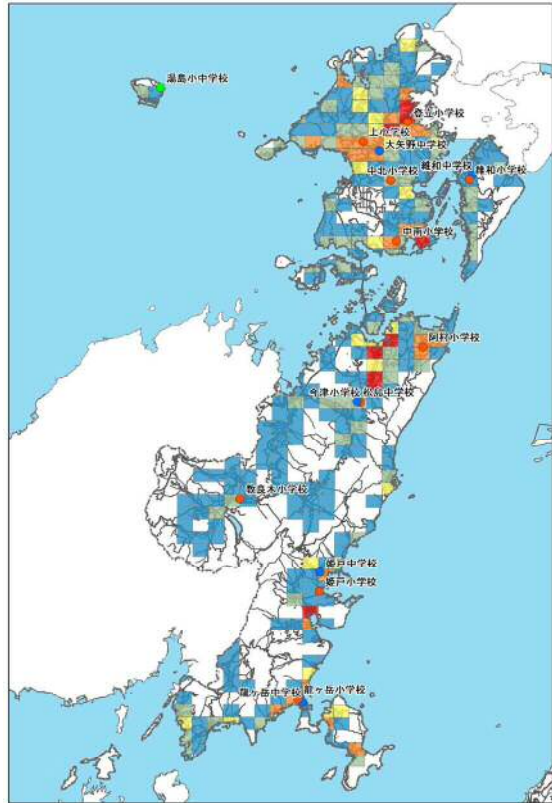 湯島小中学校
登立小学校
上小学校
大矢野中学校
中北小学校
維和中学校
維和小学校
中南小学校
阿村小学校
今津小学校
松島中学校
教良木小学校
姫戸中学校
姫戸小学校
龍ヶ岳中学校
龍ヶ岳小学校